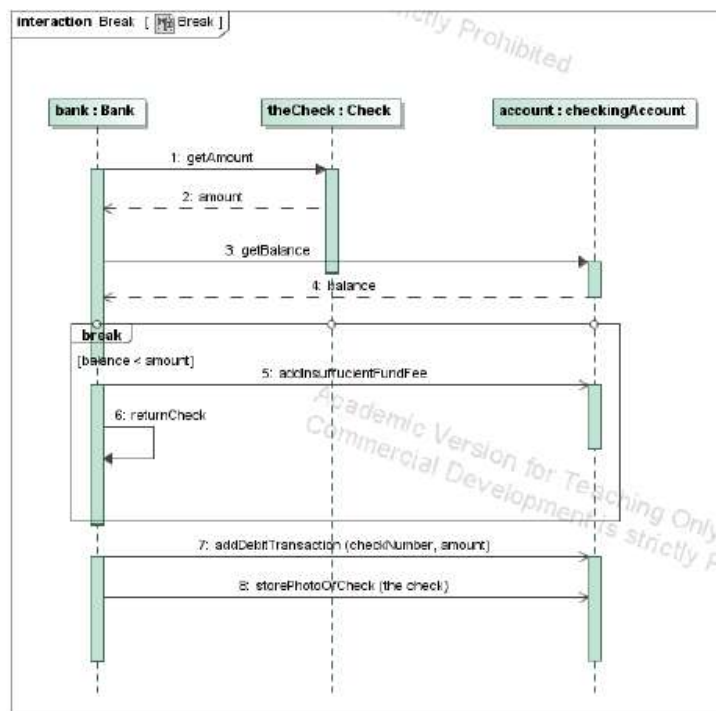 interaction Break [ Break ]
ctly Prohibited
bank : Bank
theCheck : Check
account : checkingAccount
1: getAmount
2: amount
3: getBalance
4: balance
break
[balance < amount]
5: addInsuffucientFundFee
6: returnCheck
Academic Version for Teaching Only
Commercial Development is strictly P
7: addDebitTransaction (checkNumber, amount)
8: storePhotoOfCheck (the check)